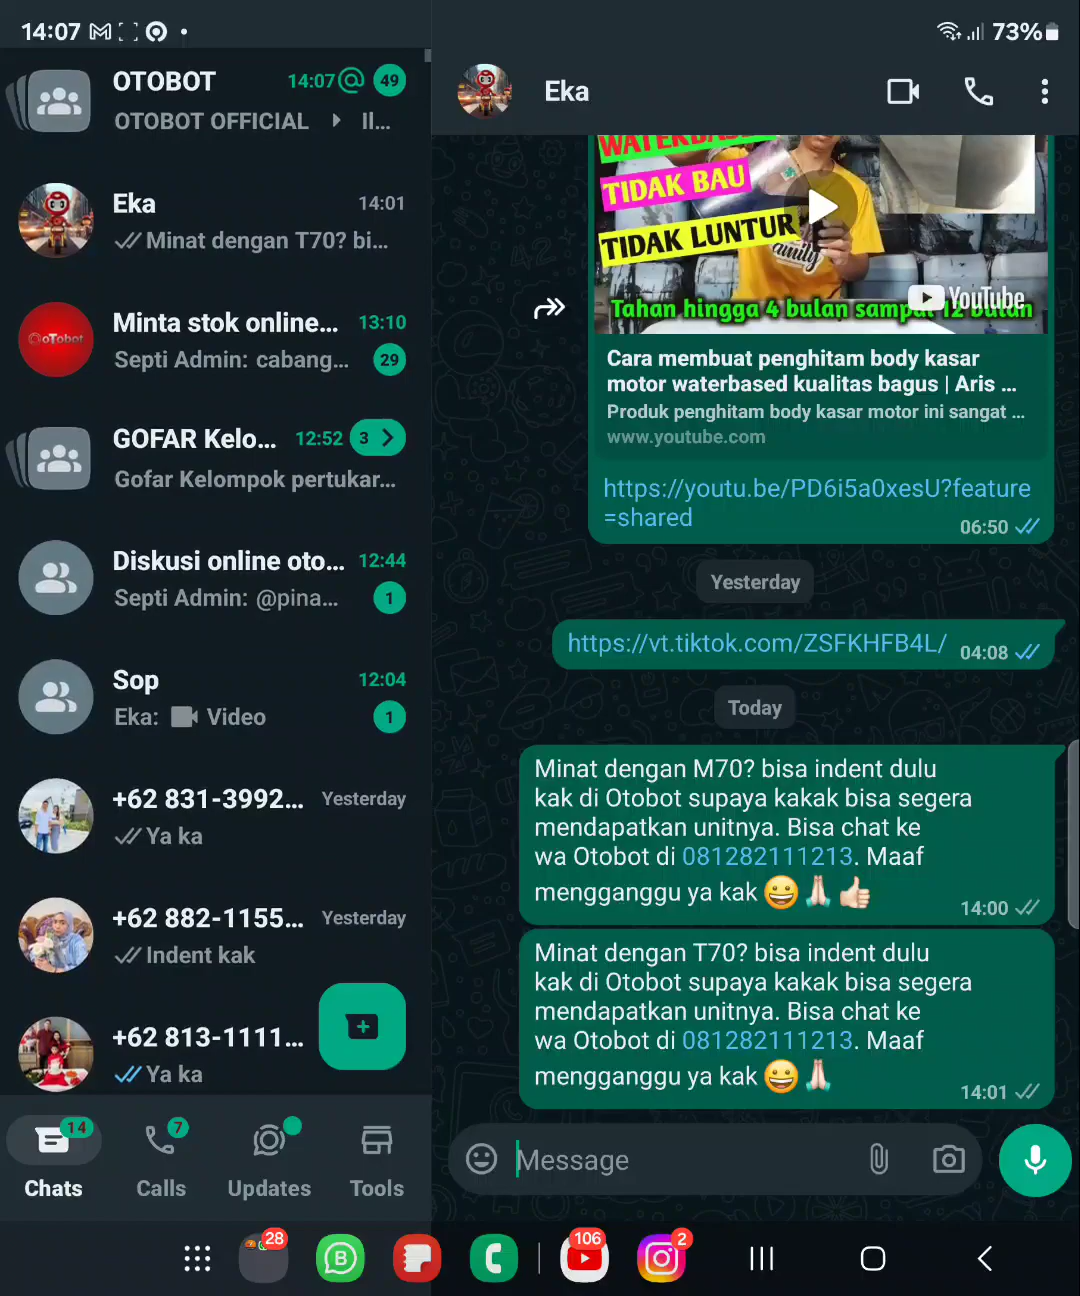 14:07
73%
OTOBOT
14:07
49
OTOBOT OFFICIAL
Il...
Eka
14:01
Minat dengan T70? bi...
OTOBOT
Minta stok online...
13:10
Septi Admin: cabang...
29
GOFAR Kelo...
12:52
3
Gofar Kelompok pertukar...
Diskusi online oto...
12:44
Septi Admin: @pina...
1
Sop
12:04
Eka: Video
1
+62 831-3992...
Yesterday
Ya ka
+62 882-1155...
Yesterday
Indent kak
+62 813-1111...
Ya ka
14
7
Chats
Calls
Updates
Tools
Eka
WATERBASED
TIDAK BAU
TIDAK LUNTUR
family
YouTube
Tahan hingga 4 bulan sampai 12 bulan
Cara membuat penghitam body kasar
motor waterbased kualitas bagus | Aris ...
Produk penghitam body kasar motor ini sangat ...
www.youtube.com
https://youtu.be/PD6i5a0xesU?feature
=shared
06:50
Yesterday
https://vt.tiktok.com/ZSFKHFB4L/
04:08
Today
Minat dengan M70? bisa indent dulu
kak di Otobot supaya kakak bisa segera
mendapatkan unitnya. Bisa chat ke
wa Otobot di 081282111213. Maaf
mengganggu ya kak 😀🙏🏻👍🏻
14:00
Minat dengan T70? bisa indent dulu
kak di Otobot supaya kakak bisa segera
mendapatkan unitnya. Bisa chat ke
wa Otobot di 081282111213. Maaf
mengganggu ya kak 😀🙏🏻
14:01
Message
28
B
106
2